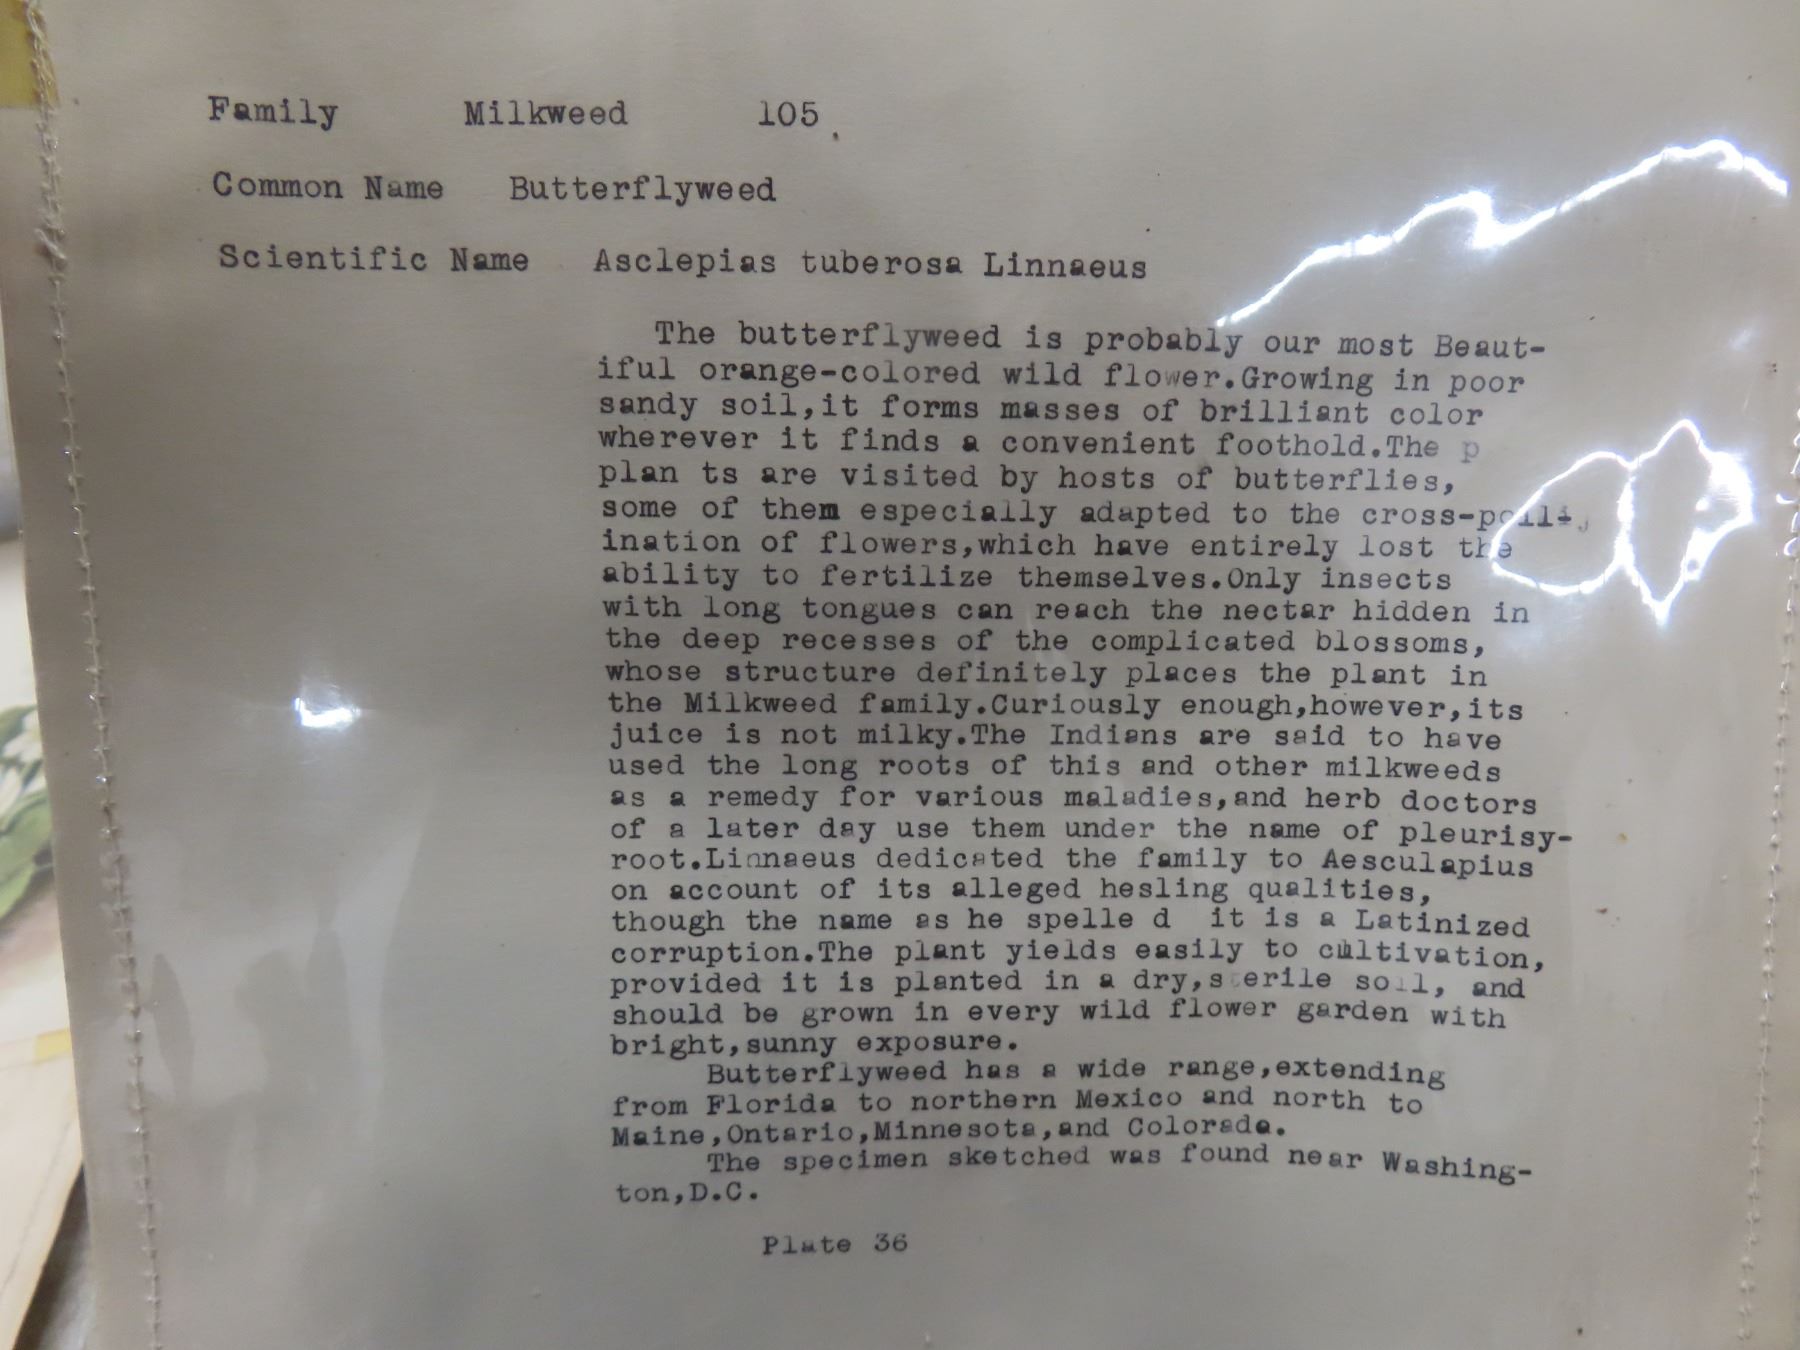 Family Milkweed 105
Common Name Butterflyweed
Scientific Name Asclepias tuberosa Linnaeus
The butterflyweed is probably our most Beaut-
iful orange-colored wild flower.Growing in poor
sandy soil,it forms masses of brilliant color
wherever it finds a convenient foothold.The p
plan ts are visited by hosts of butterflies,
some of them especially adapted to the cross-poll-
ination of flowers,which have entirely lost the
ability to fertilize themselves.Only insects
with long tongues can reach the nectar hidden in
the deep recesses of the complicated blossoms,
whose structure definitely places the plant in
the Milkweed family.Curiously enough,however,its
juice is not milky.The Indians are said to have
used the long roots of this and other milkweeds
as a remedy for various maladies,and herb doctors
of a later day use them under the name of pleurisy-
root.Linnaeus dedicated the family to Aesculapius
on account of its alleged hesling qualities,
though the name as he spelle d it is a Latinized
corruption.The plant yields easily to cultivation,
provided it is planted in a dry,sterile soil, and
should be grown in every wild flower garden with
bright,sunny exposure.
Butterflyweed has a wide range,extending
from Florida to northern Mexico and north to
Maine,Ontario,Minnesota,and Colorado.
The specimen sketched was found near Washing-
ton,D.C.
Plate 36